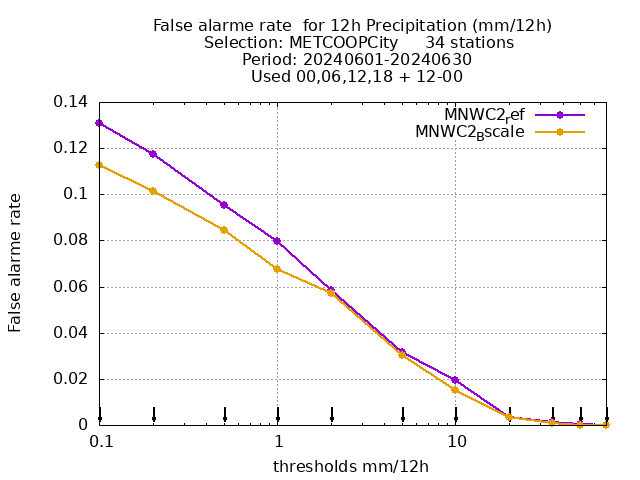 False alarme rate  for 12h Precipitation (mm/12h)
Selection: METCOOPCity     34 stations
Period: 20240601-20240630
Used 00,06,12,18 + 12-00
MNWC2ref
MNWC2Bscale
0.14
0.12
0.1
0.08
0.06
0.04
0.02
0
False alarme rate
0.1 1 10
thresholds mm/12h